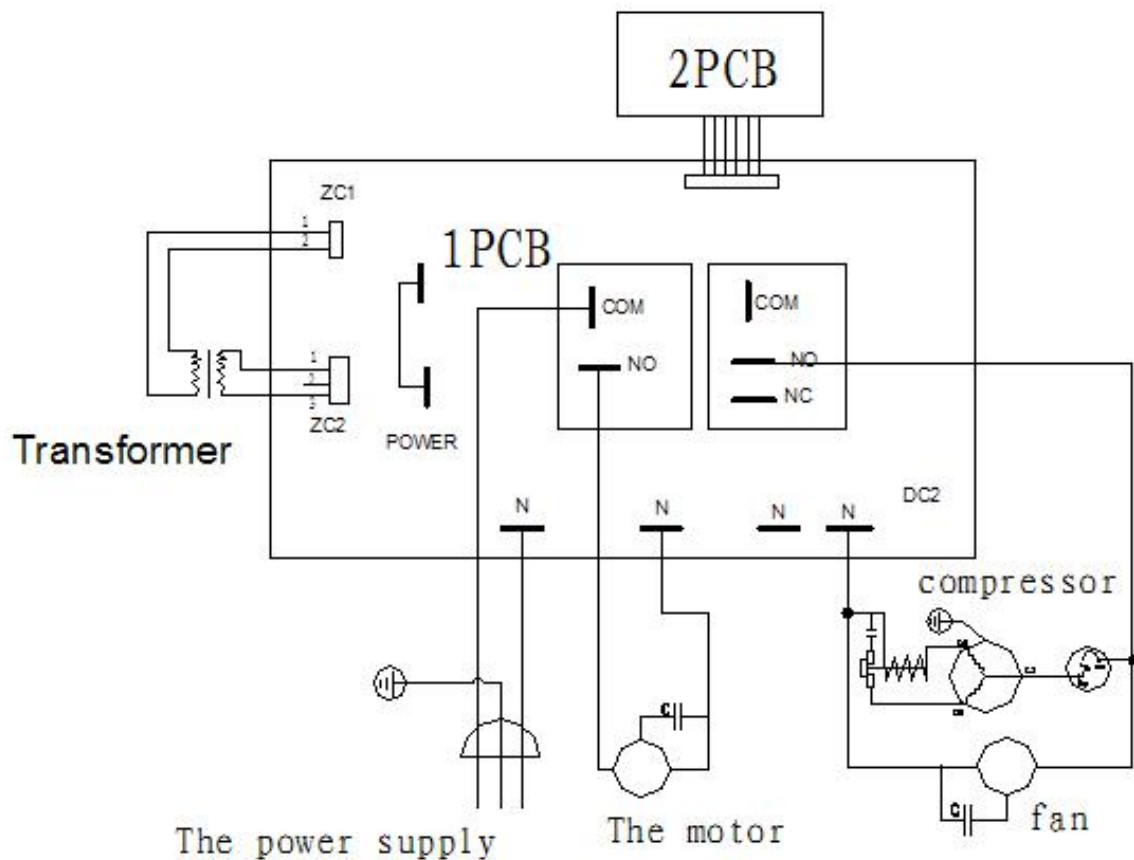 2PCB
ZC1
1
2
1PCB
COM
NO
COM
NO
NC
1
2
3
ZC2
POWER
Transformer
N
N
N
N
DC2
compressor
C
C
The power supply
The motor
fan